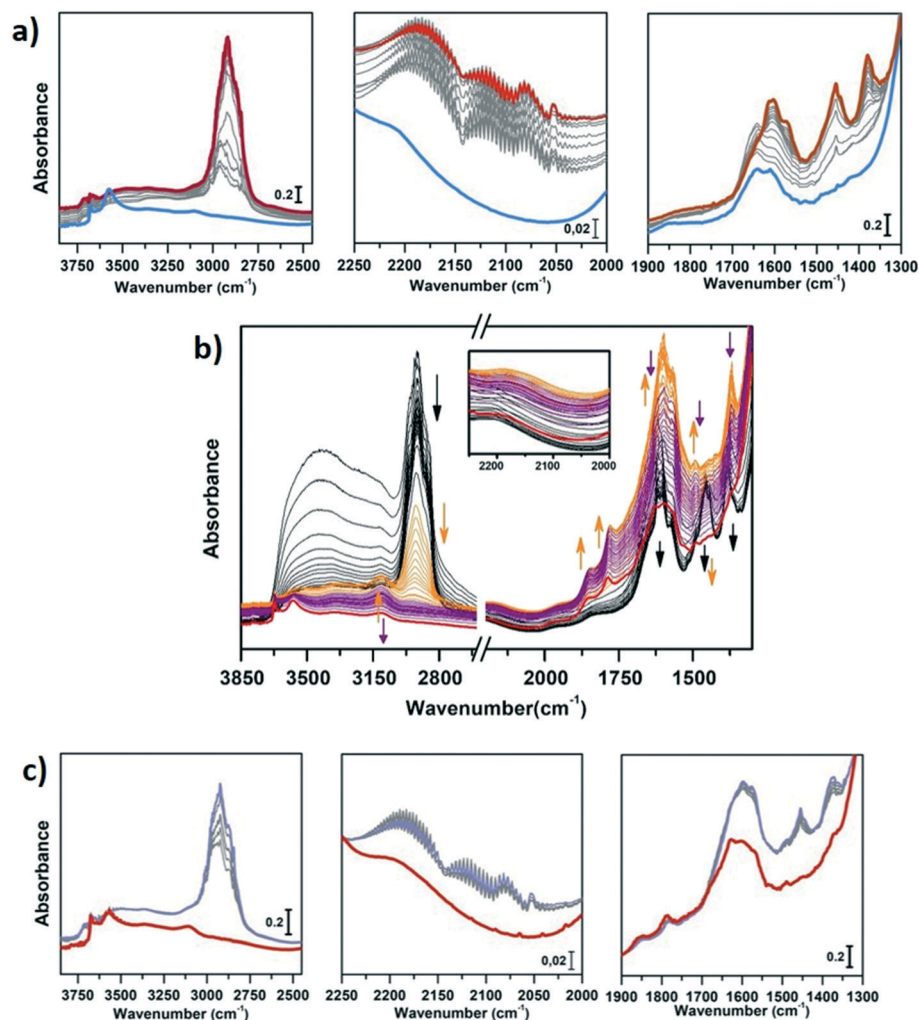 a)
Absorbance
0.2
3750 3500 3250 3000 2750 2500
Wavenumber (cm-1)
0,02
2250 2200 2150 2100 2050 2000
Wavenumber (cm-1)
0.2
1900 1800 1700 1600 1500 1400 1300
Wavenumber (cm-1)
b)
Absorbance
2200 2100 2000
3850 3500 3150 2800 2000 1750 1500
Wavenumber(cm-1)
c)
Absorbance
0.2
3750 3500 3250 3000 2750 2500
Wavenumber (cm-1)
0,02
2250 2200 2150 2100 2050 2000
Wavenumber (cm-1)
0.2
1900 1800 1700 1600 1500 1400 1300
Wavenumber (cm-1)